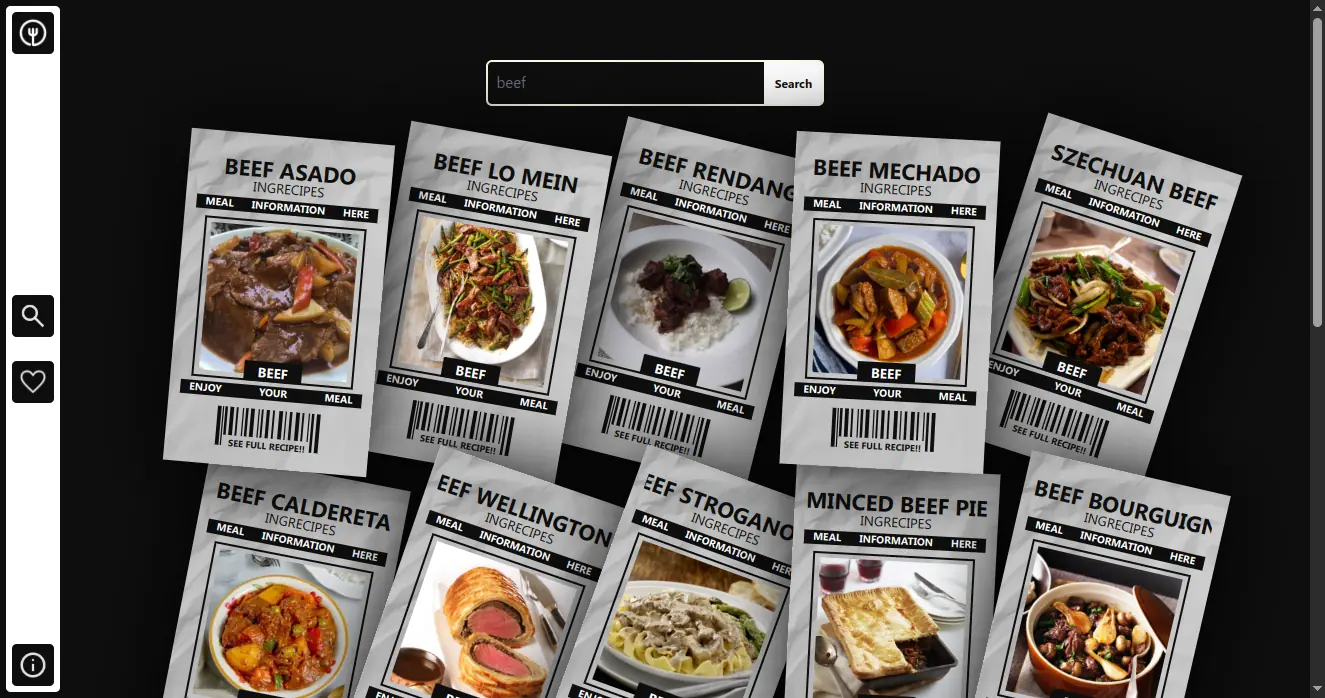 beef
Search
BEEF ASADO
INGRECIPES
MEAL INFORMATION HERE
BEEF
ENJOY YOUR MEAL
SEE FULL RECIPE!!
BEEF LO MEIN
INGRECIPES
MEAL INFORMATION HERE
BEEF
ENJOY YOUR MEAL
SEE FULL RECIPE!!
BEEF RENDANG
INGRECIPES
MEAL INFORMATION HERE
BEEF
ENJOY YOUR MEAL
SEE FULL RECIPE!!
BEEF MECHADO
INGRECIPES
MEAL INFORMATION HERE
BEEF
ENJOY YOUR MEAL
SEE FULL RECIPE!!
SZECHUAN BEEF
INGRECIPES
MEAL INFORMATION HERE
BEEF
ENJOY YOUR MEAL
SEE FULL RECIPE!!
BEEF CALDERETA
INGRECIPES
MEAL INFORMATION HERE
EEF WELLINGTON
INGRECIPES
MEAL INFORMATION HERE
EEF STROGANO
INGRECIPES
MEAL INFORMATION HER
MINCED BEEF PIE
INGRECIPES
MEAL INFORMATION HERE
BEEF BOURGUIGN
INGRECIPES
MEAL INFORMATION HERE